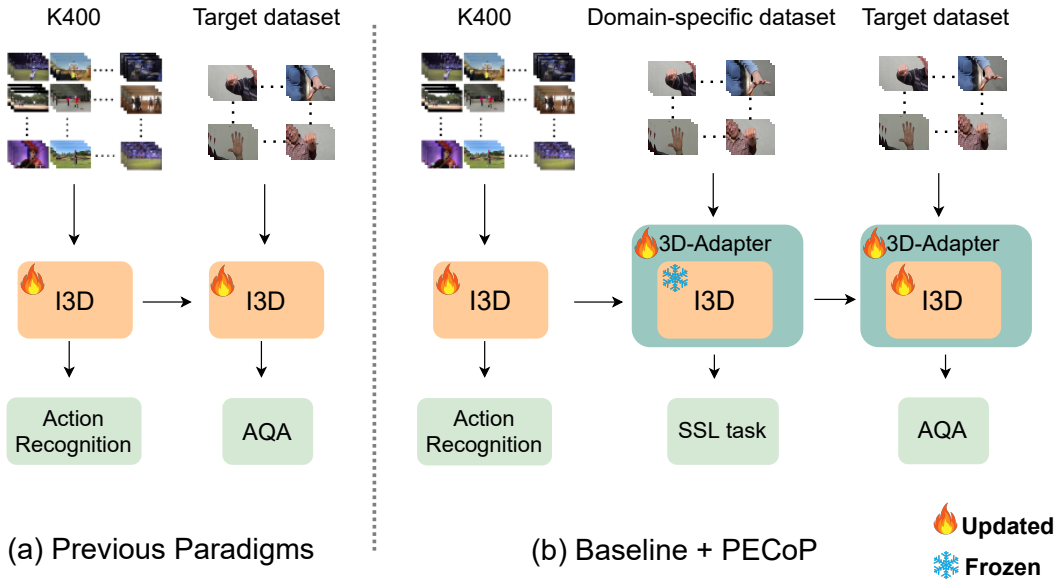 K400
Target dataset
K400
Domain-specific dataset
Target dataset
I3D
I3D
I3D
3D-Adapter
I3D
3D-Adapter
I3D
Action
Recognition
AQA
Action
Recognition
SSL task
AQA
(a) Previous Paradigms
(b) Baseline + PECoP
Updated
Frozen